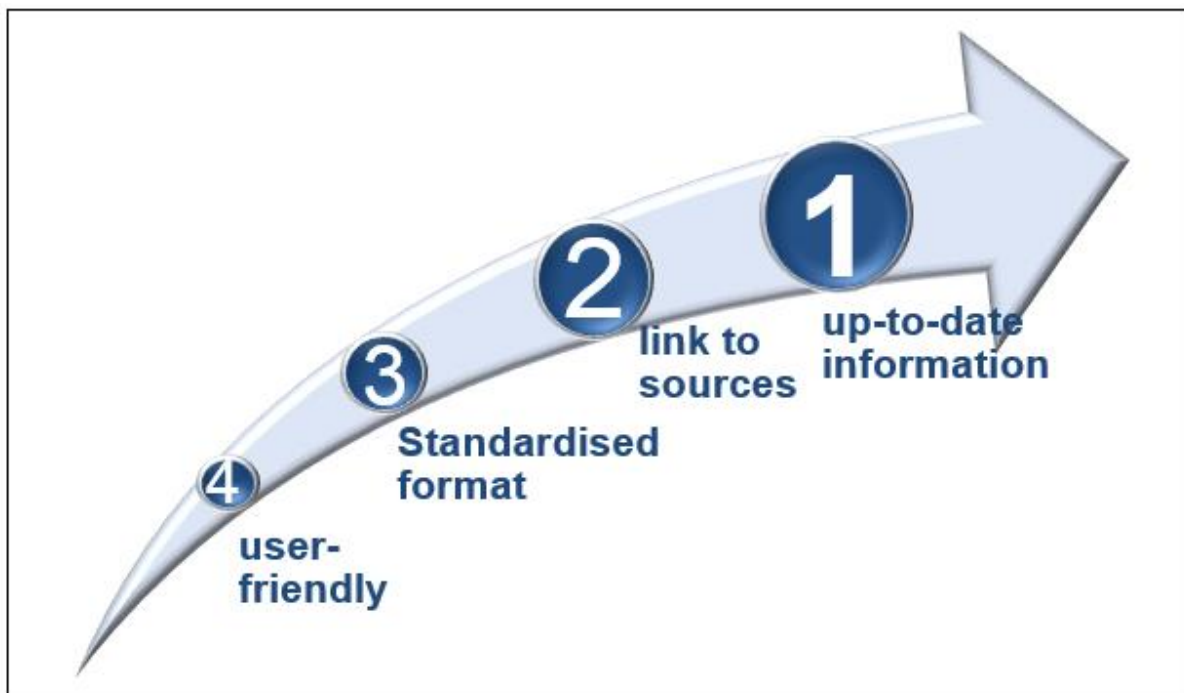 1
up-to-date
information
2
link to
sources
3
Standardised
format
4
user-
friendly